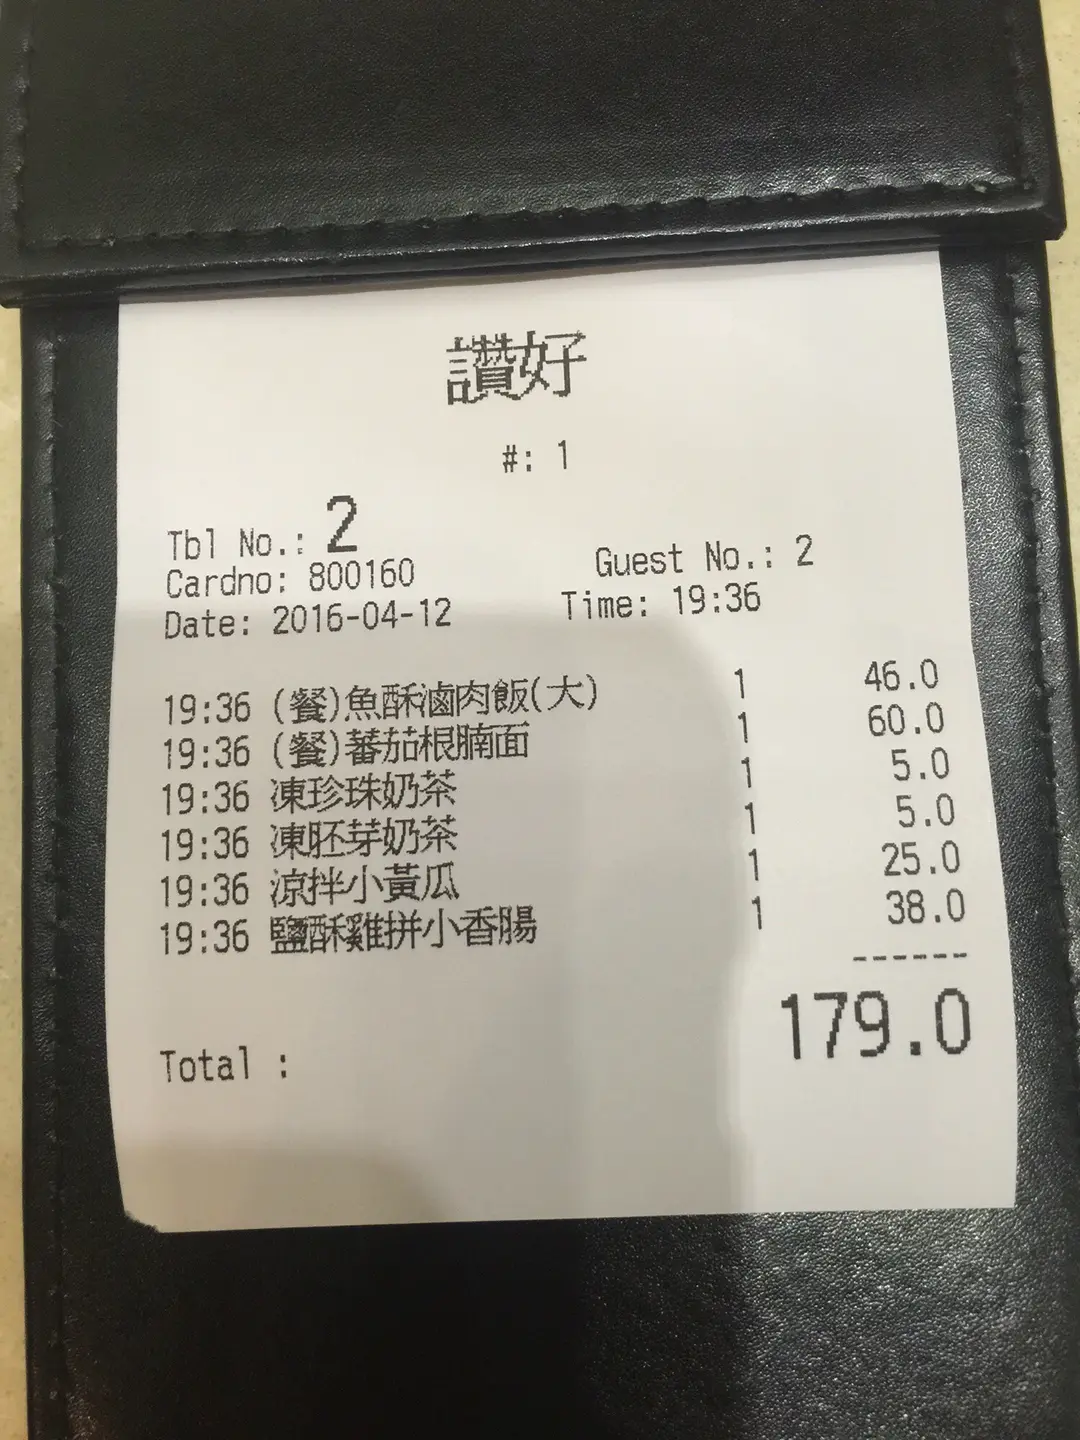 讚好
#: 1
Tbl No.: 2 Guest No.: 2
Cardno: 800160
Date: 2016-04-12 Time: 19:36
19:36 (餐)魚酥滷肉飯(大) 1 46.0
19:36 (餐)蕃茄根腩面 1 60.0
19:36 凍珍珠奶茶 1 5.0
19:36 凍胚芽奶茶 1 5.0
19:36 涼拌小黃瓜 1 25.0
19:36 鹽酥雞拼小香腸 1 38.0
------
Total : 179.0